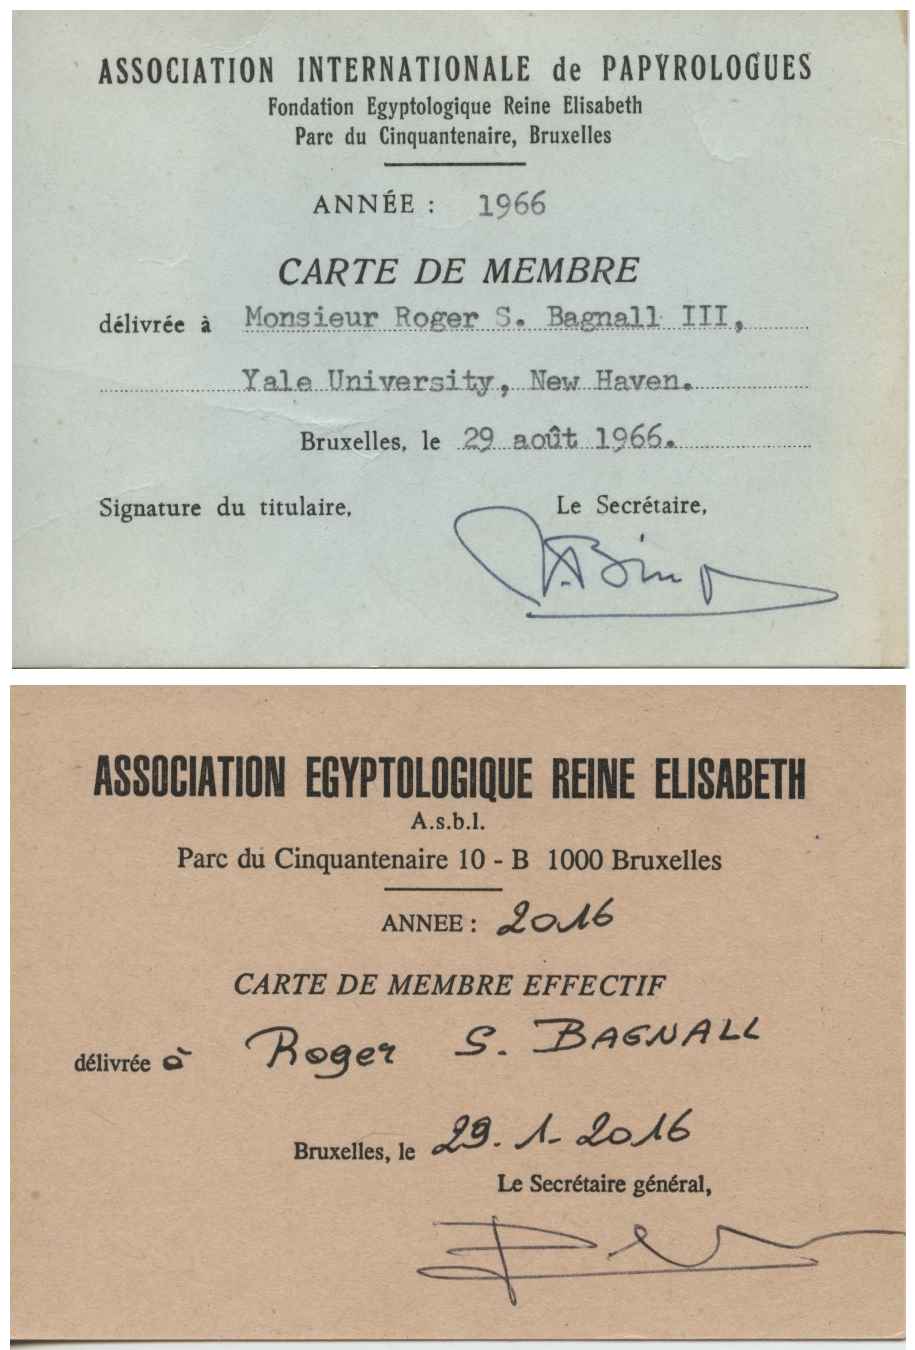 ASSOCIATION INTERNATIONALE de PAPYROLOGUES
Fondation Egyptologique Reine Elisabeth
Parc du Cinquantenaire, Bruxelles
ANNÉE : 1966
CARTE DE MEMBRE
délivrée à Monsieur Roger S. Bagnall III,
Yale University, New Haven.
Bruxelles, le 29 août 1966.
Signature du titulaire, Le Secrétaire,
ASSOCIATION EGYPTOLOGIQUE REINE ELISABETH
A.s.b.l.
Parc du Cinquantenaire 10 - B 1000 Bruxelles
ANNEE : 2016
CARTE DE MEMBRE EFFECTIF
délivrée à Roger S. BAGNALL
Bruxelles, le 29.1.2016
Le Secrétaire général,